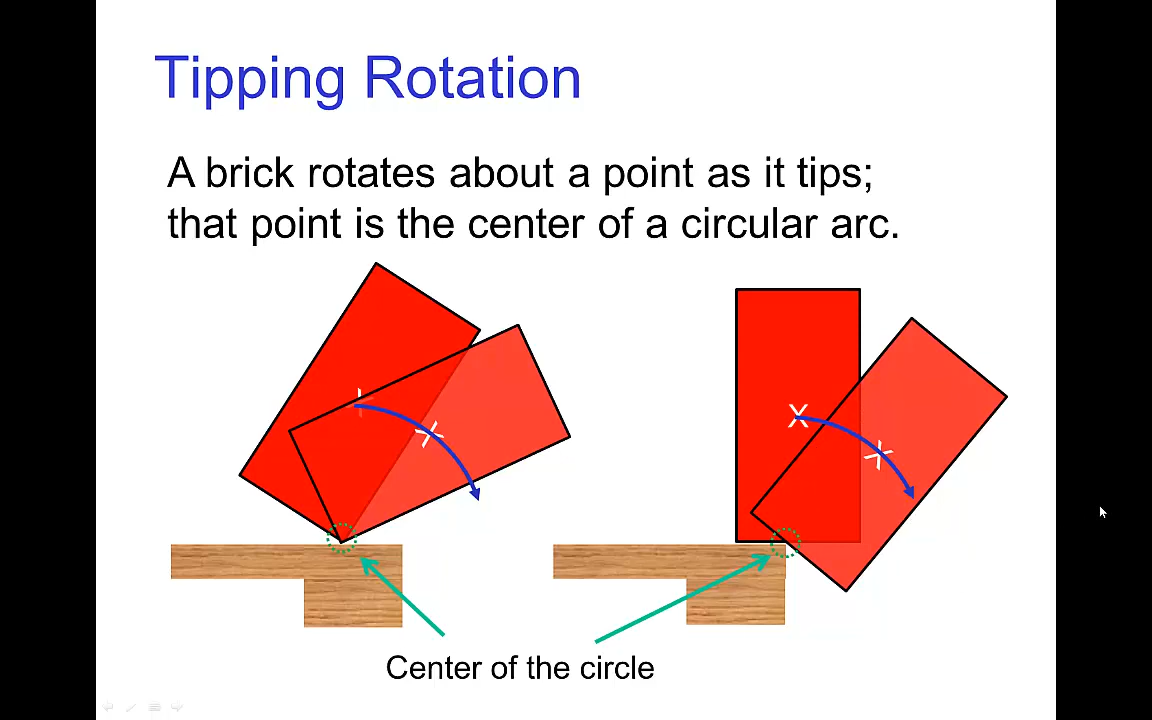 Tipping Rotation
A brick rotates about a point as it tips;
that point is the center of a circular arc.
X
X
X
Center of the circle